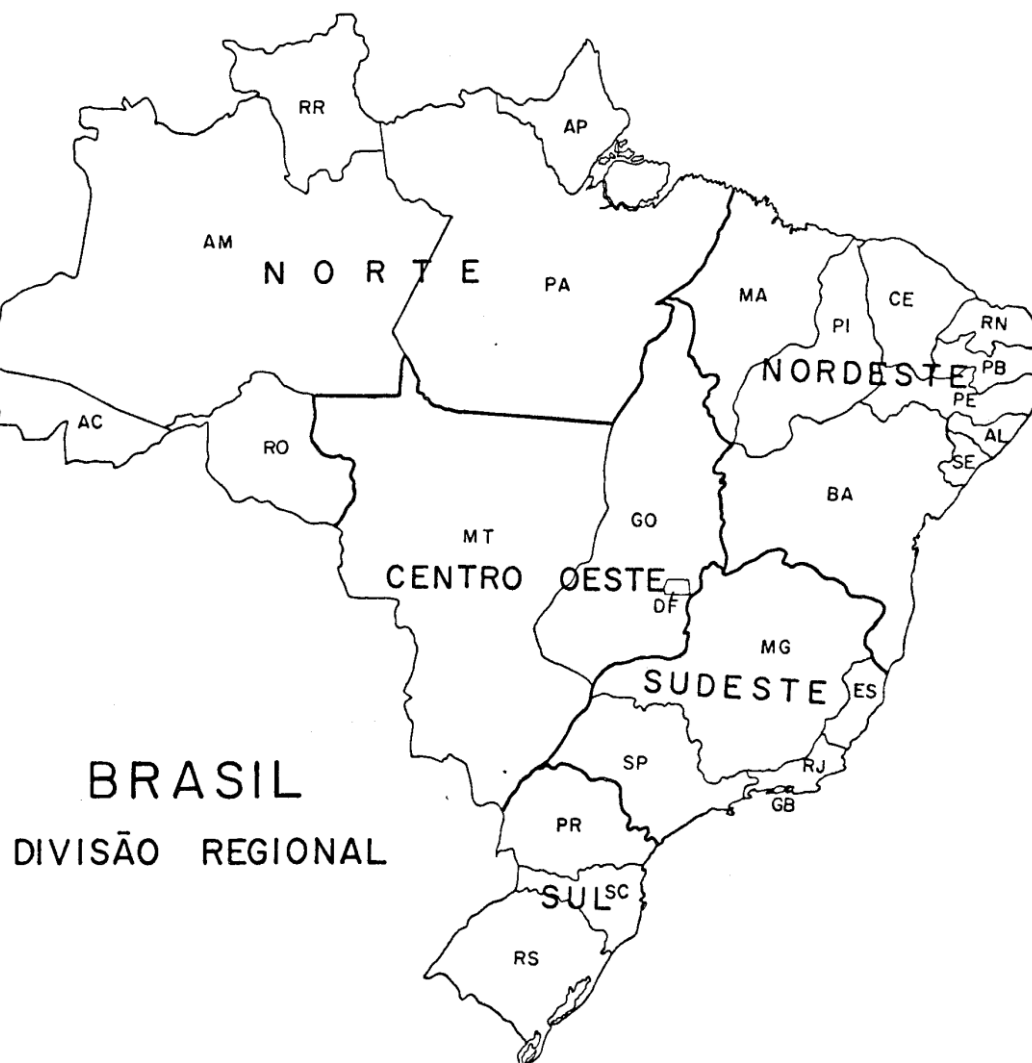 RR
AP
AM
NORTE
PA
MA
CE
PI
RN
PB
NORDESTE
PE
AC
AL
RO
SE
BA
GO
MT
CENTRO OESTE
DF
MG
SUDESTE
ES
SP
RJ
GB
BRASIL
PR
DIVISÃO REGIONAL
SUL
SC
RS